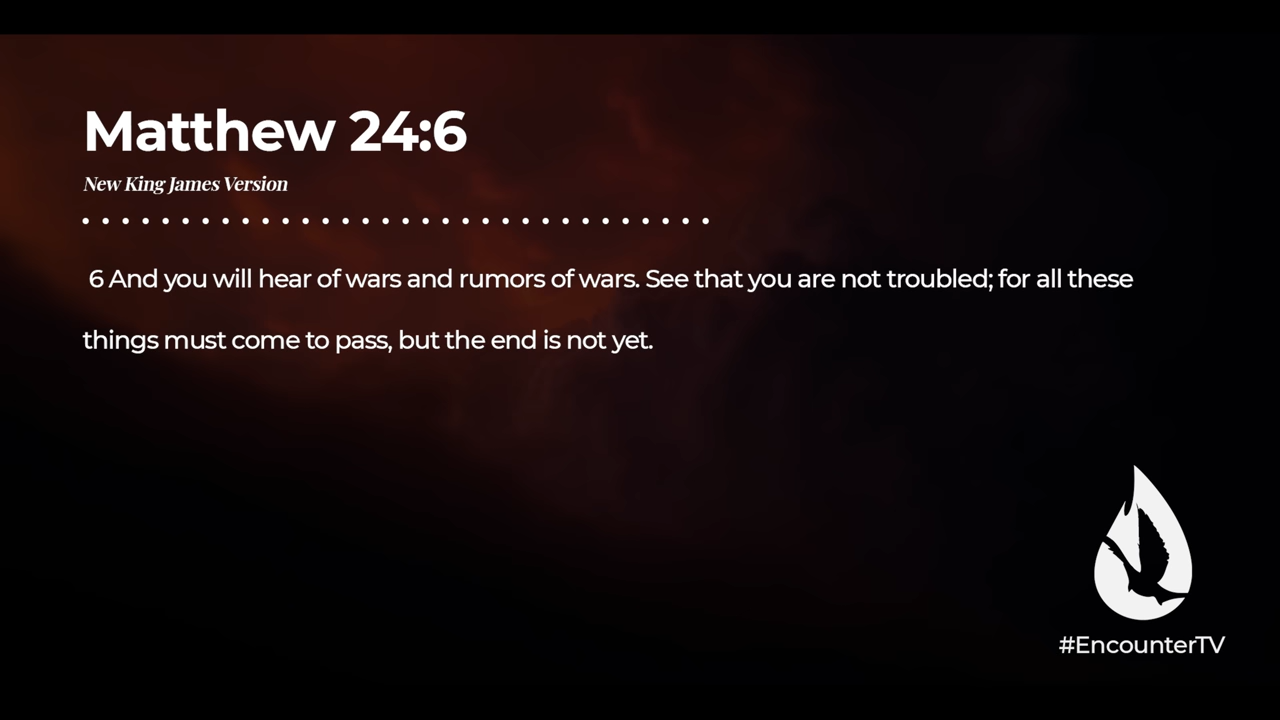 Matthew 24:6
New King James Version
6 And you will hear of wars and rumors of wars. See that you are not troubled; for all these
things must come to pass, but the end is not yet.
#EncounterTV